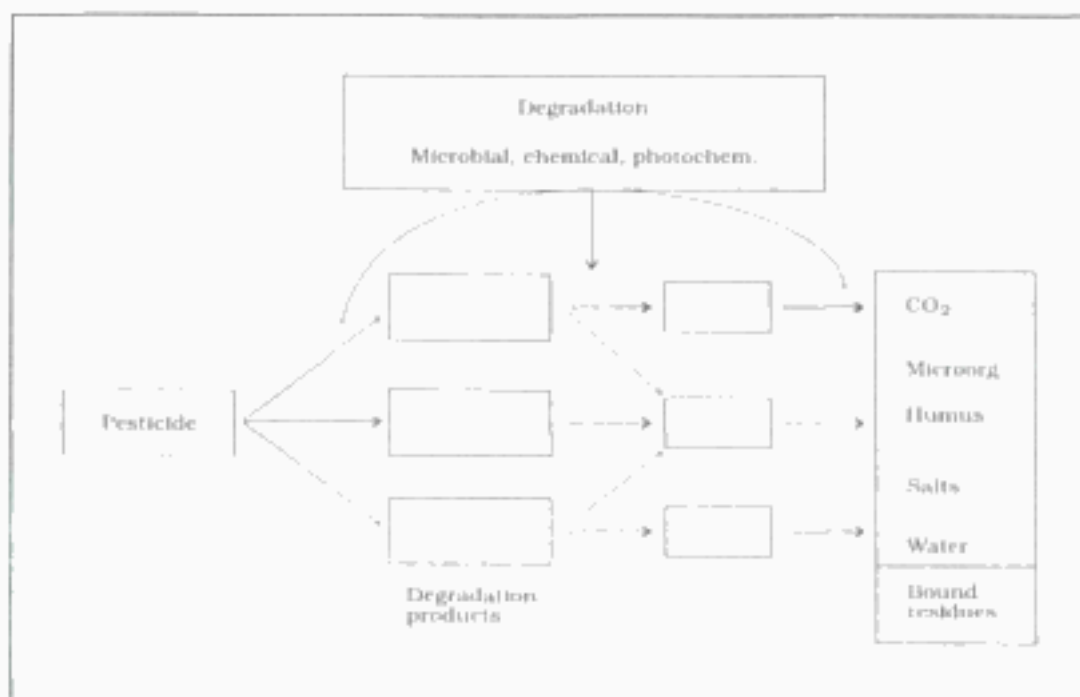 Degradation
Microbial, chemical, photochem.
Pesticide
Degradation
products
CO₂
Microorg
Humus
Salts
Water
Bound
residues